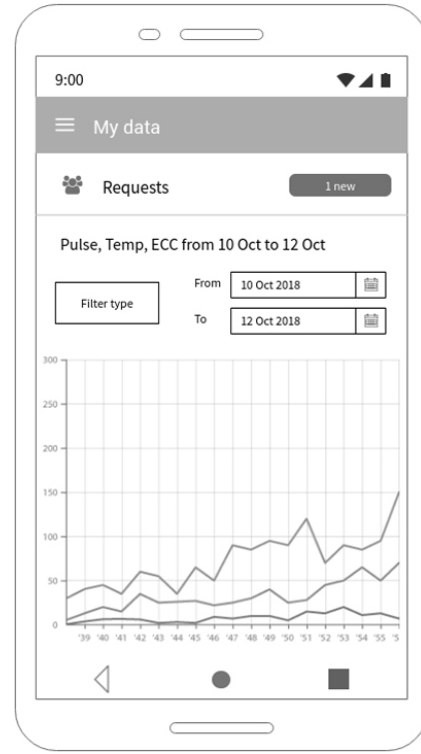 9:00
My data
Requests
1 new
Pulse, Temp, ECC from 10 Oct to 12 Oct
Filter type
From
10 Oct 2018
To
12 Oct 2018
300
250
200
150
100
50
0
'39 '40 '41 '42 '43 '44 '45 '46 '47 '48 '49 '50 '51 '52 '53 '54 '55 '5